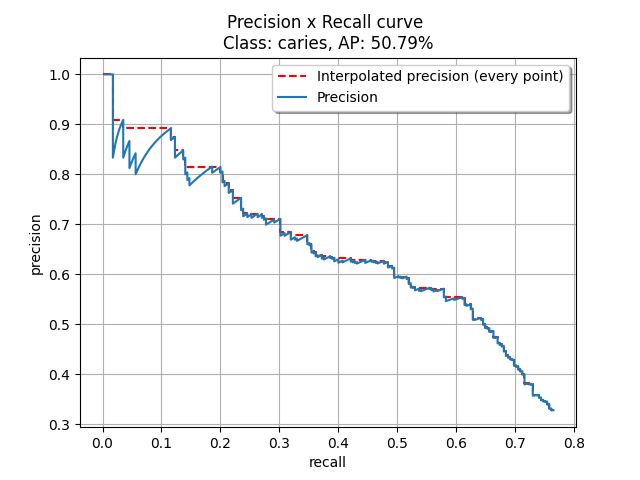 Precision x Recall curve
Class: caries, AP: 50.79%
Interpolated precision (every point)
Precision
1.0
0.9
0.8
0.7
0.6
0.5
0.4
0.3
precision
0.0 0.1 0.2 0.3 0.4 0.5 0.6 0.7 0.8
recall